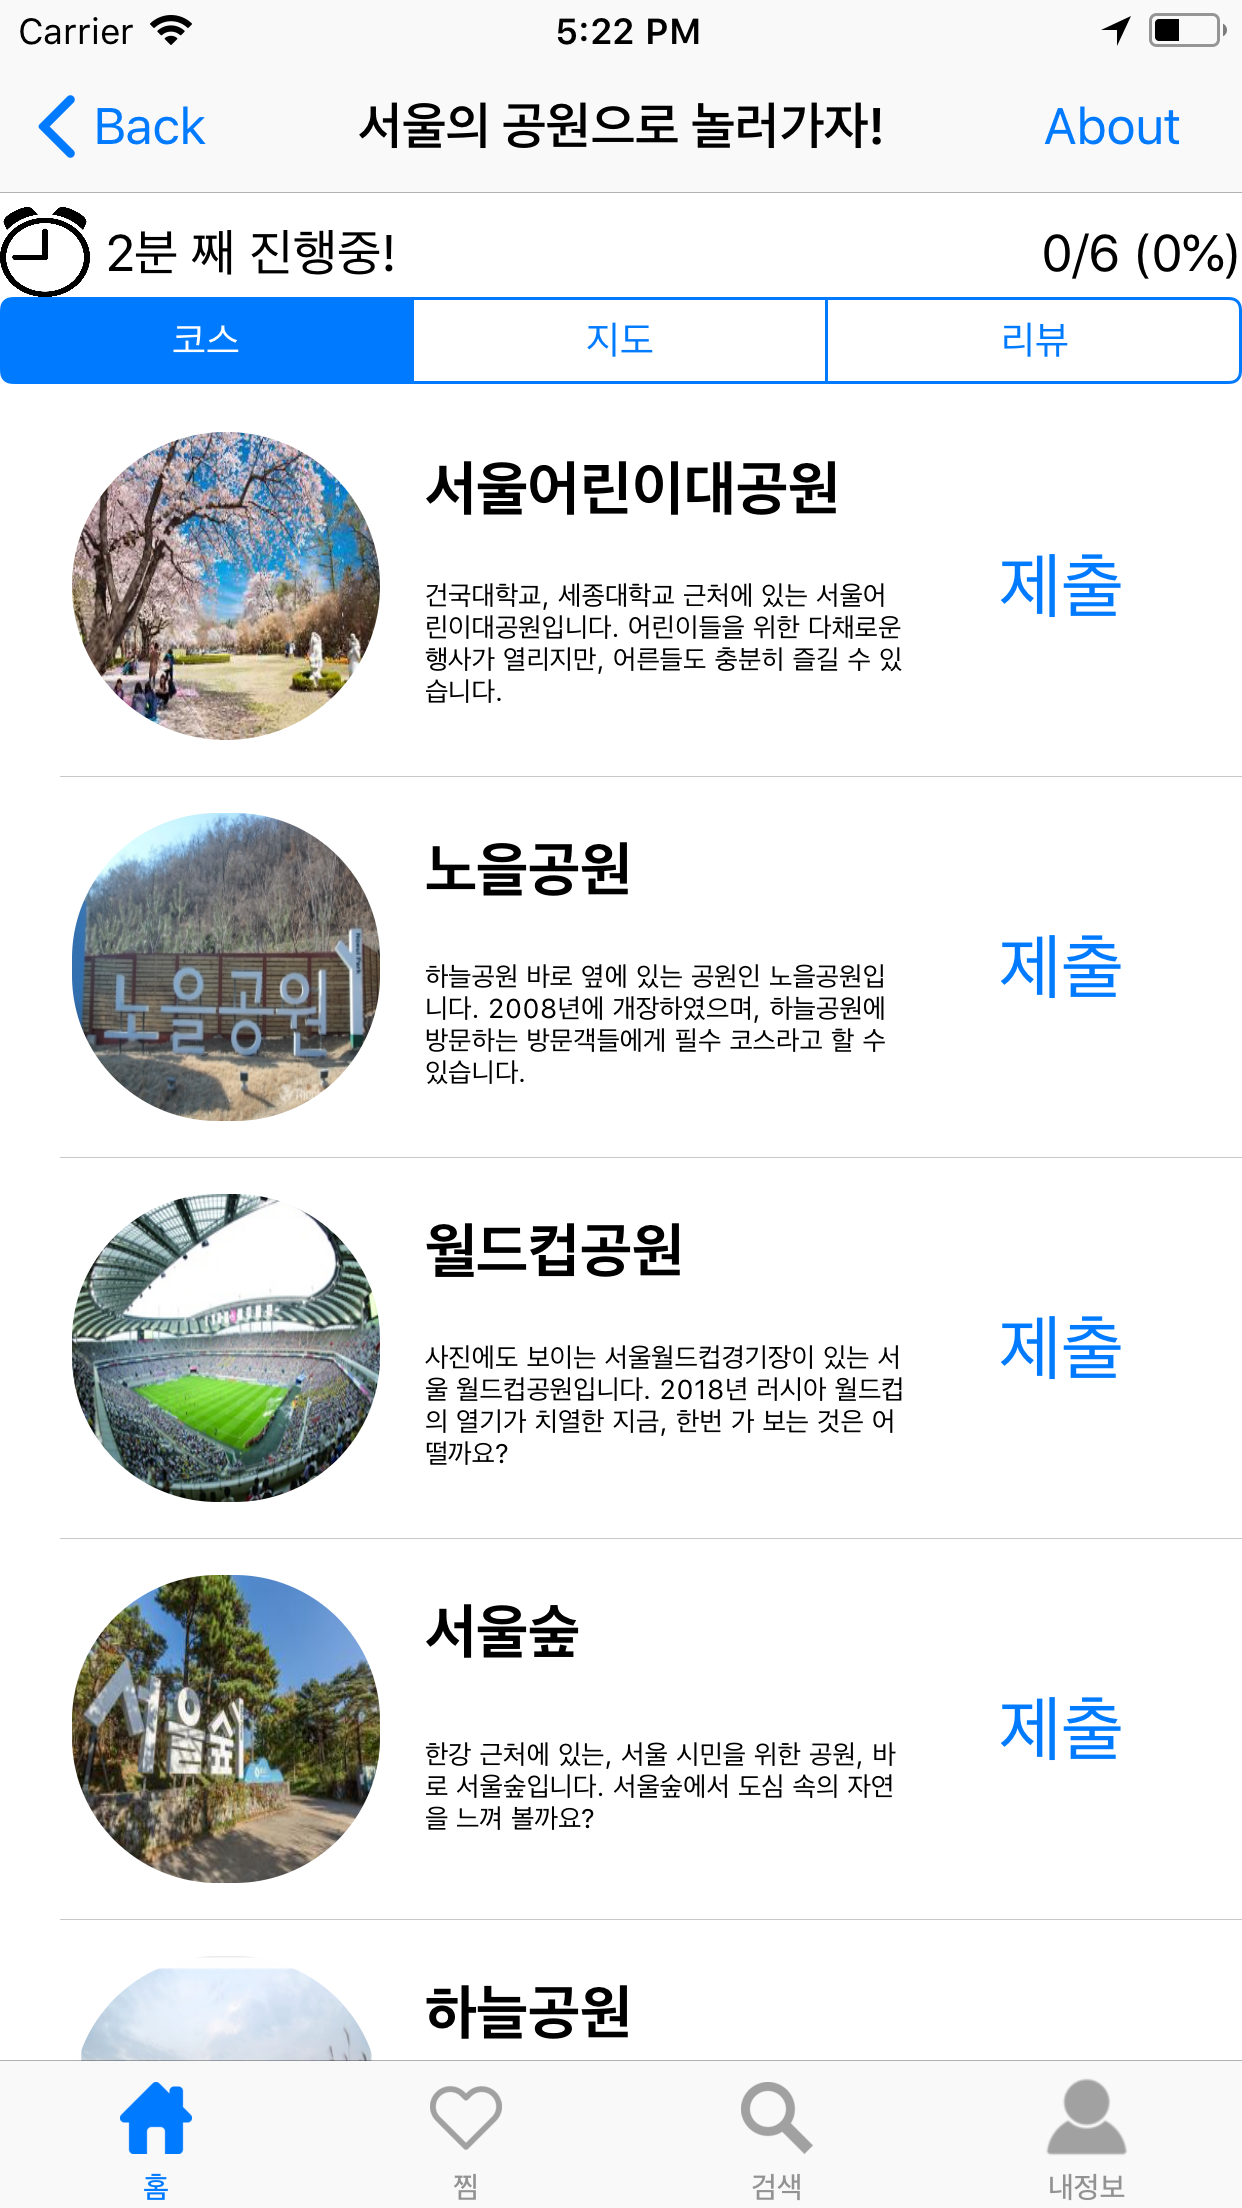 Carrier
5:22 PM
Back
서울의 공원으로 놀러가자!
About
2분 째 진행중!
0/6 (0%)
코스
지도
리뷰
서울어린이대공원
건국대학교, 세종대학교 근처에 있는 서울어
린이대공원입니다. 어린이들을 위한 다채로운
행사가 열리지만, 어른들도 충분히 즐길 수 있
습니다.
제출
노을공원
노을공원
하늘공원 바로 옆에 있는 공원인 노을공원입
니다. 2008년에 개장하였으며, 하늘공원에
방문하는 방문객들에게 필수 코스라고 할 수
있습니다.
제출
월드컵공원
사진에도 보이는 서울월드컵경기장이 있는 서
울 월드컵공원입니다. 2018년 러시아 월드컵
의 열기가 치열한 지금, 한번 가 보는 것은 어
떨까요?
제출
서울숲
서울숲
한강 근처에 있는, 서울 시민을 위한 공원, 바
로 서울숲입니다. 서울숲에서 도심 속의 자연
을 느껴 볼까요?
제출
하늘공원
홈
찜
검색
내정보